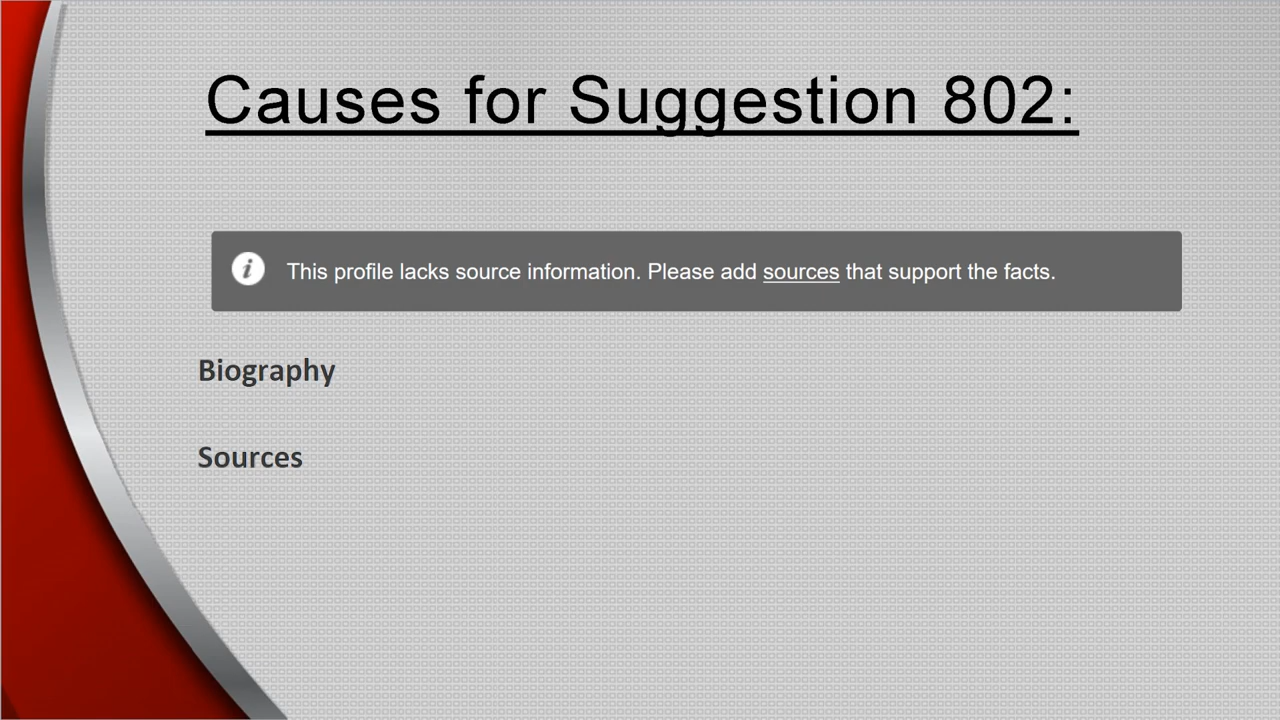 Causes for Suggestion 802:
This profile lacks source information. Please add sources that support the facts.
Biography
Sources